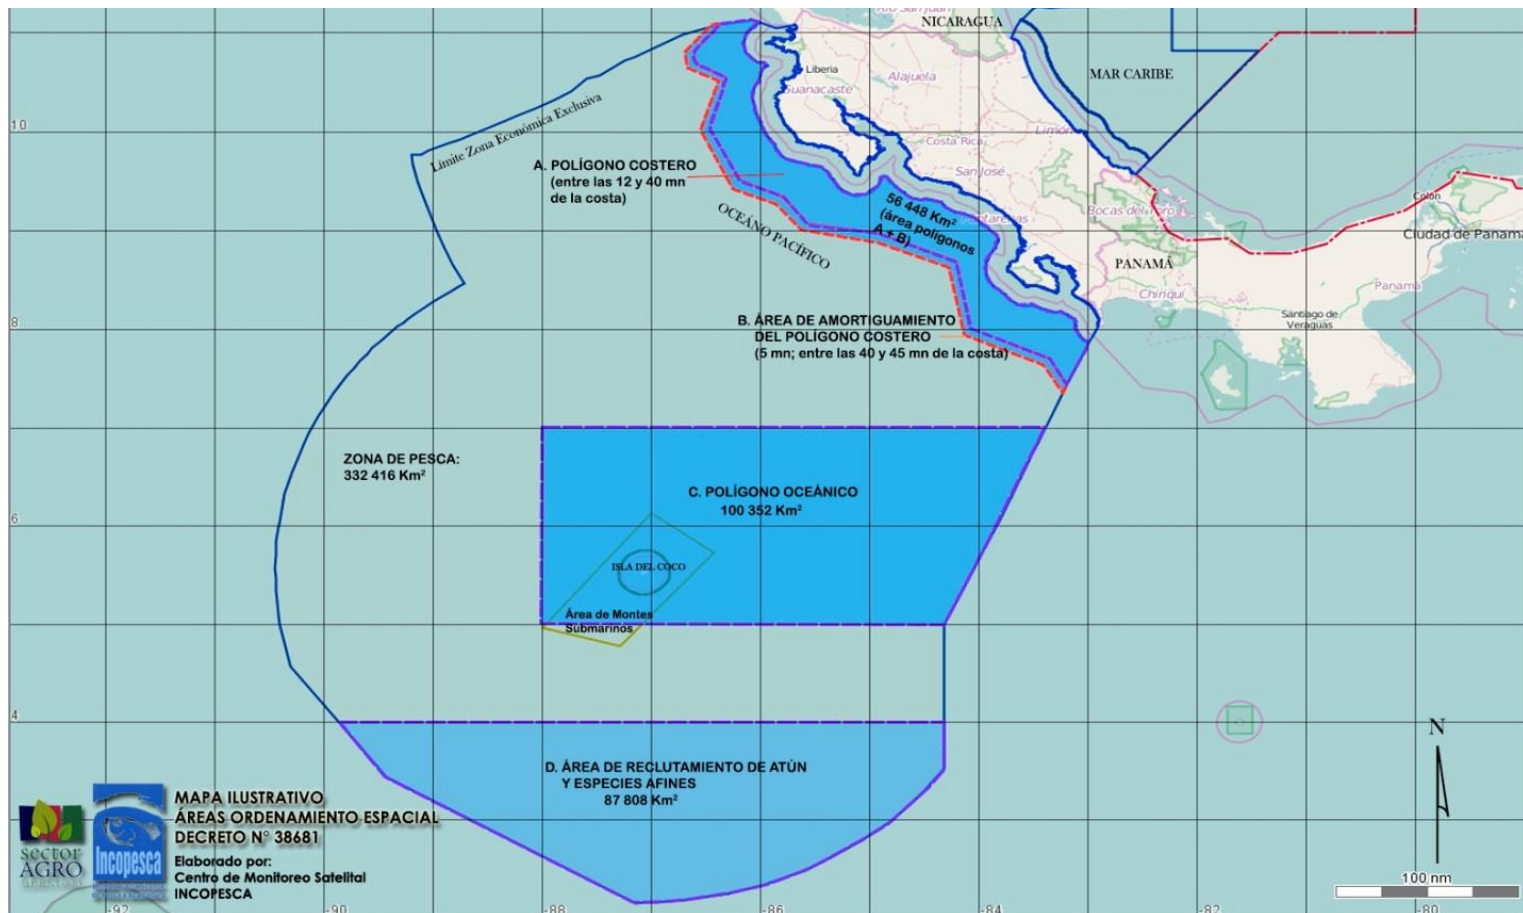 Río San Juan
NICARAGUA
Liberia
Guanacaste
Alajuela
MAR CARIBE
10
Límite Zona Económica Exclusiva
Costa Rica
Limón
A. POLÍGONO COSTERO
(entre las 12 y 40 mn
de la costa)
San José
56 448 Km²
(área polígonos
A + B)
Puntarenas
Bocas del Toro
Colón
OCEÁNO PACÍFICO
Ciudad de Panamá
PANAMÁ
Chiriquí
Panamá
8
B. ÁREA DE AMORTIGUAMIENTO
DEL POLÍGONO COSTERO
(5 mn; entre las 40 y 45 mn de la costa)
Santiago de
Veraguas
ZONA DE PESCA:
332 416 Km²
C. POLÍGONO OCEÁNICO
100 352 Km²
6
ISLA DEL COCO
Área de Montes
Submarinos
4
N
D. ÁREA DE RECLUTAMIENTO DE ATÚN
Y ESPECIES AFINES
87 808 Km²
MAPA ILUSTRATIVO
ÁREAS ORDENAMIENTO ESPACIAL
DECRETO N° 38681
Elaborado por:
Centro de Monitoreo Satelital
INCOPESCA
sector
AGRO
Incopesca
100 nm
-92
-90
-88
-86
-84
-82
-80